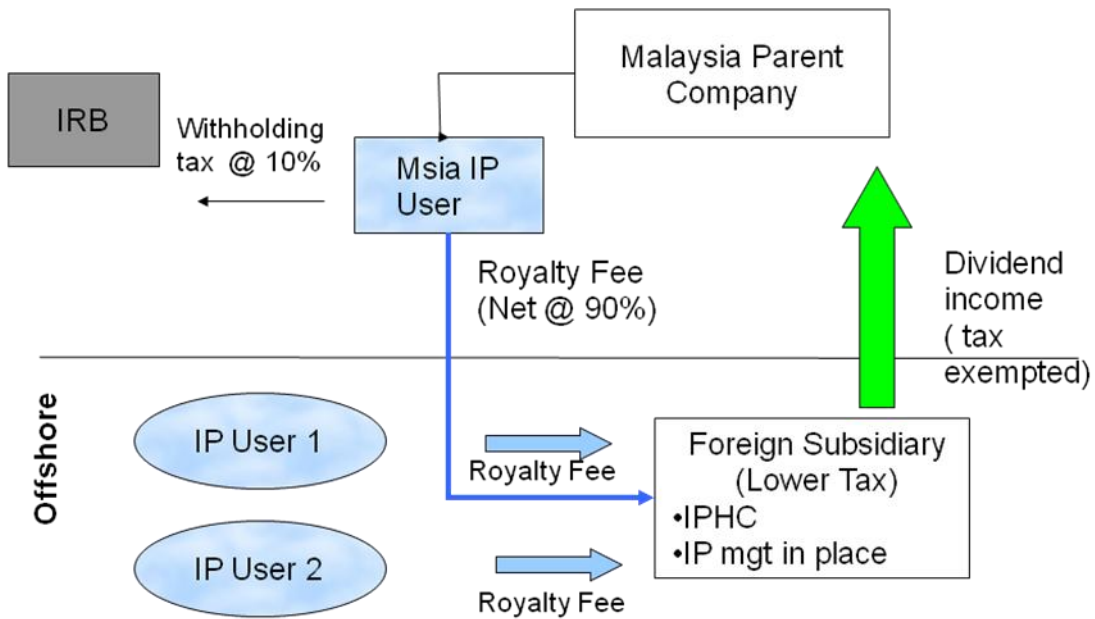 Malaysia Parent
Company
IRB
Withholding
tax @ 10%
Msia IP
User
Royalty Fee
(Net @ 90%)
Dividend
income
( tax
exempted)
Offshore
IP User 1
Royalty Fee
Foreign Subsidiary
(Lower Tax)
•IPHC
•IP mgt in place
IP User 2
Royalty Fee